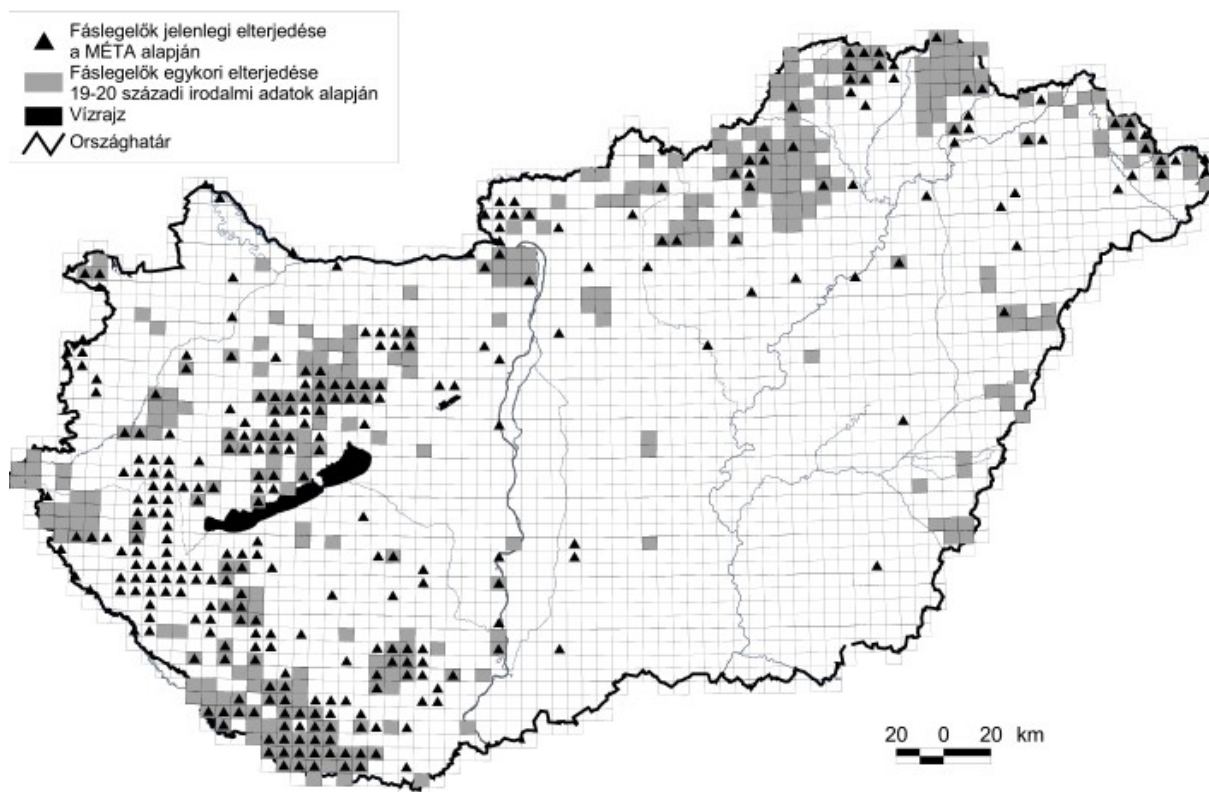 Fáslegelők jelenlegi elterjedése
a MÉTA alapján
Fáslegelők egykori elterjedése
19-20 századi irodalmi adatok alapján
Vízrajz
Országhatár
20 0 20 km